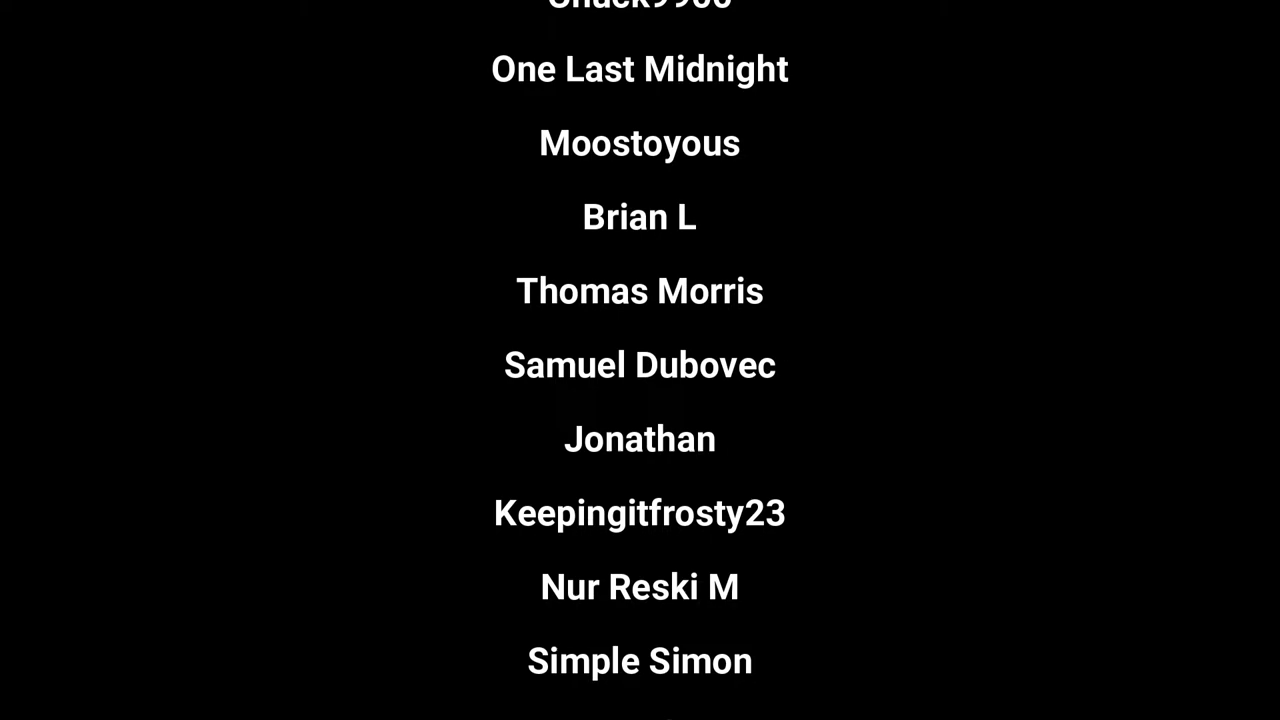 One Last Midnight
Moostoyous
Brian L
Thomas Morris
Samuel Dubovec
Jonathan
Keepingitfrosty23
Nur Reski M
Simple Simon